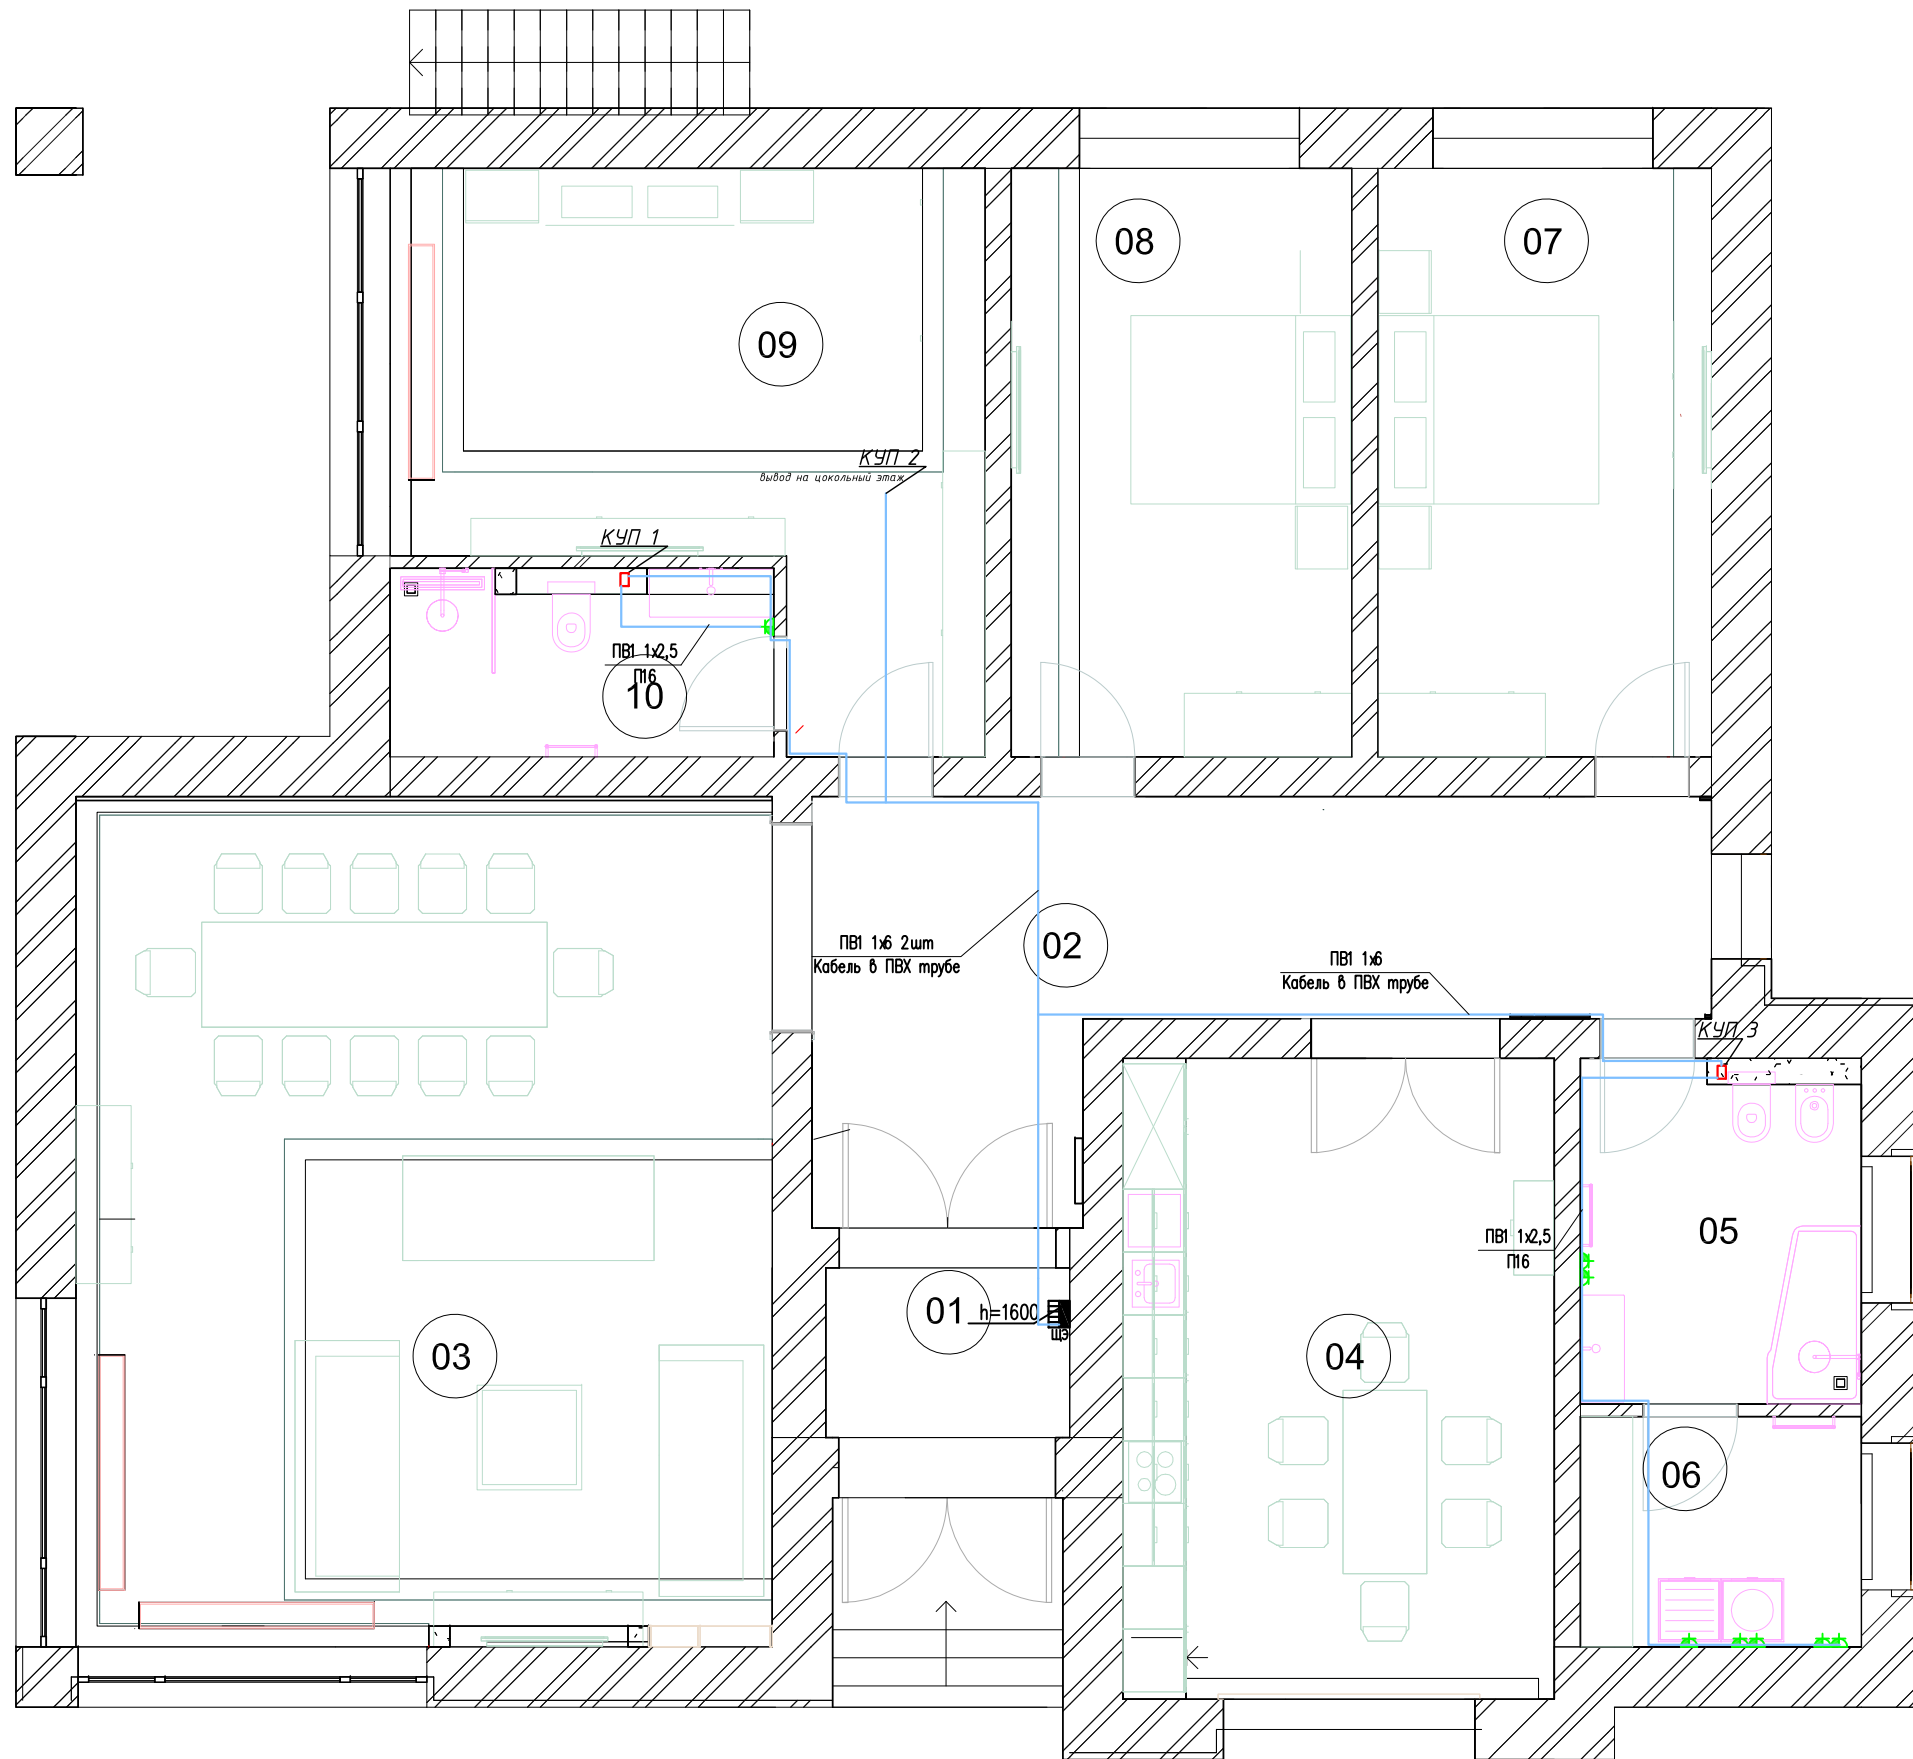 08
07
09
КУП 2
вывод на цокольный этаж
КУП 1
ПВ1 1х2,5
П16
10
ПВ1 1х6 2шт
Кабель в ПВХ трубе
02
ПВ1 1х6
Кабель в ПВХ трубе
КУП 3
ПВ1 1х2,5
П16
05
01
h=1600
ЩЭ
03
04
06